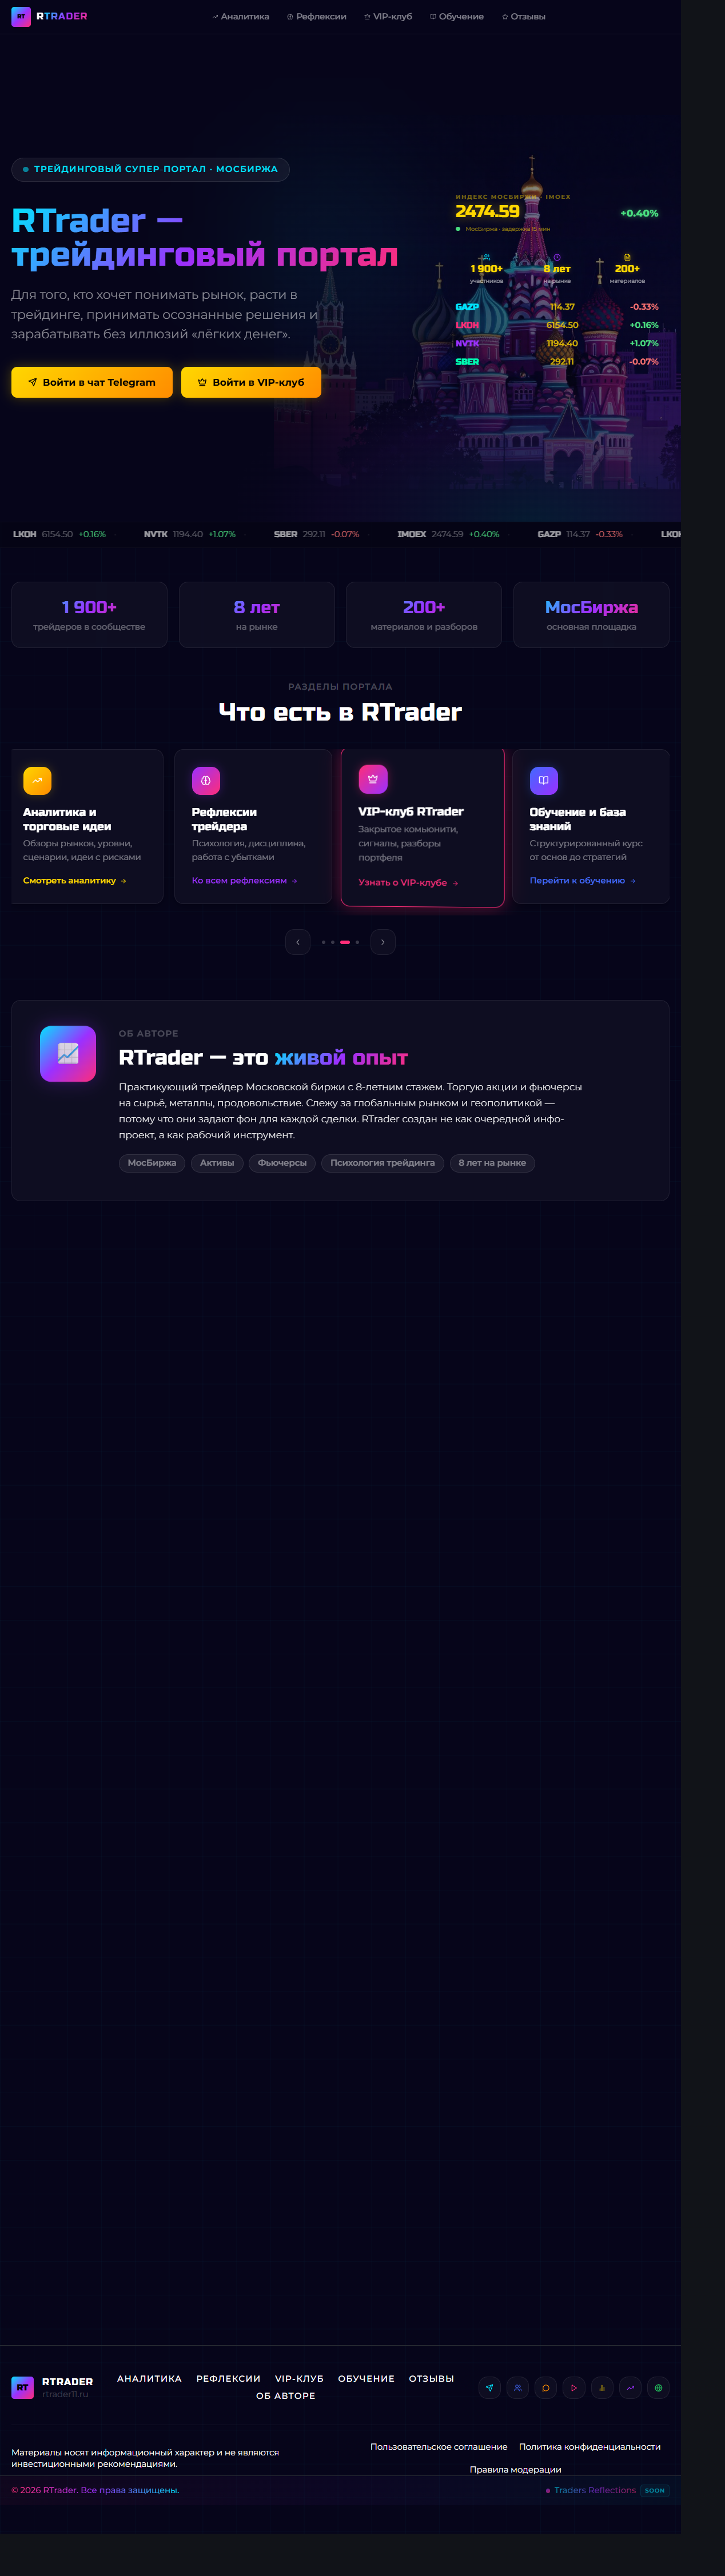 RT RTRADER
Аналитика Рефлексии VIP-клуб Обучение Отзывы
ТРЕЙДИНГОВЫЙ СУПЕР-ПОРТАЛ · МОСБИРЖА
RTrader —
трейдинговый портал
Для того, кто хочет понимать рынок, расти в
трейдинге, принимать осознанные решения и
зарабатывать без иллюзий «лёгких денег».
Войти в чат Telegram
Войти в VIP-клуб
ИНДЕКС МОСБИРЖИ · IMOEX
2474.59 +0.40%
МосБиржа · задержка 15 мин
1 900+ 8 лет 200+
участников на рынке материалов
GAZP 114.37 -0.33%
LKOH 6154.50 +0.16%
NVTK 1194.40 +1.07%
SBER 292.11 -0.07%
LKOH 6154.50 +0.16% NVTK 1194.40 +1.07% SBER 292.11 -0.07% IMOEX 2474.59 +0.40% GAZP 114.37 -0.33% LKOH
1 900+
трейдеров в сообществе
8 лет
на рынке
200+
материалов и разборов
МосБиржа
основная площадка
РАЗДЕЛЫ ПОРТАЛА
Что есть в RTrader
Аналитика и
торговые идеи
Обзоры рынков, уровни,
сценарии, идеи с рисками
Смотреть аналитику →
Рефлексии
трейдера
Психология, дисциплина,
работа с убытками
Ко всем рефлексиям →
VIP-клуб RTrader
Закрытое комьюнити,
сигналы, разборы
портфеля
Узнать о VIP-клубе →
Обучение и база
знаний
Структурированный курс
от основ до стратегий
Перейти к обучению →
ОБ АВТОРЕ
RTrader — это живой опыт
Практикующий трейдер Московской биржи с 8-летним стажем. Торгую акции и фьючерсы
на сырьё, металлы, продовольствие. Слежу за глобальным рынком и геополитикой —
потому что они задают фон для каждой сделки. RTrader создан не как очередной инфо-
проект, а как рабочий инструмент.
МосБиржа Активы Фьючерсы Психология трейдинга 8 лет на рынке
RT RTRADER
rtrader11.ru
АНАЛИТИКА РЕФЛЕКСИИ VIP-КЛУБ ОБУЧЕНИЕ ОТЗЫВЫ
ОБ АВТОРЕ
Материалы носят информационный характер и не являются
инвестиционными рекомендациями.
Пользовательское соглашение Политика конфиденциальности
Правила модерации
© 2026 RTrader. Все права защищены.
Traders Reflections SOON